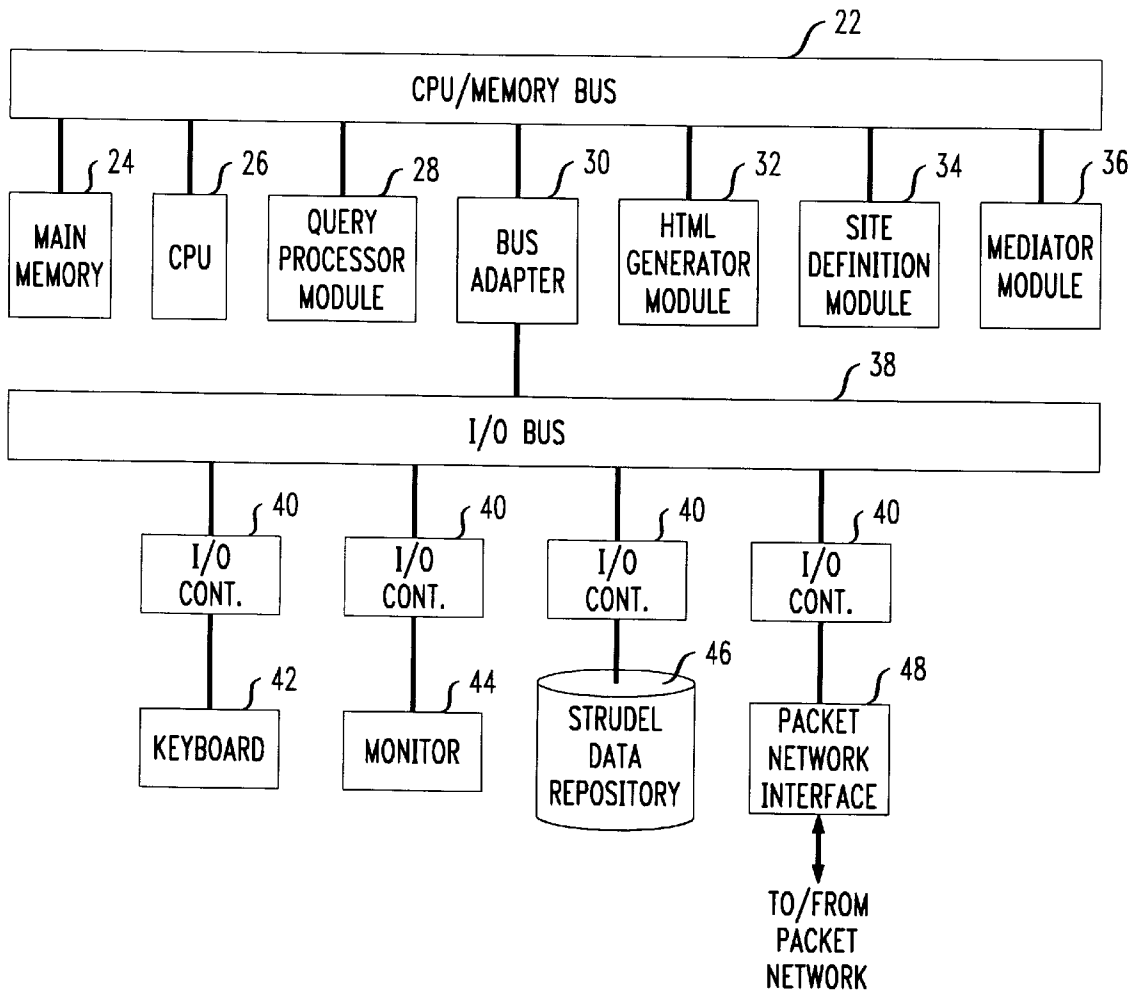 22
CPU/MEMORY BUS
24
26
28
30
32
34
36
MAIN
MEMORY
CPU
QUERY
PROCESSOR
MODULE
BUS
ADAPTER
HTML
GENERATOR
MODULE
SITE
DEFINITION
MODULE
MEDIATOR
MODULE
38
I/O BUS
40
40
40
40
I/O
CONT.
I/O
CONT.
I/O
CONT.
I/O
CONT.
42
44
46
48
KEYBOARD
MONITOR
STRUDEL
DATA
REPOSITORY
PACKET
NETWORK
INTERFACE
TO/FROM
PACKET
NETWORK